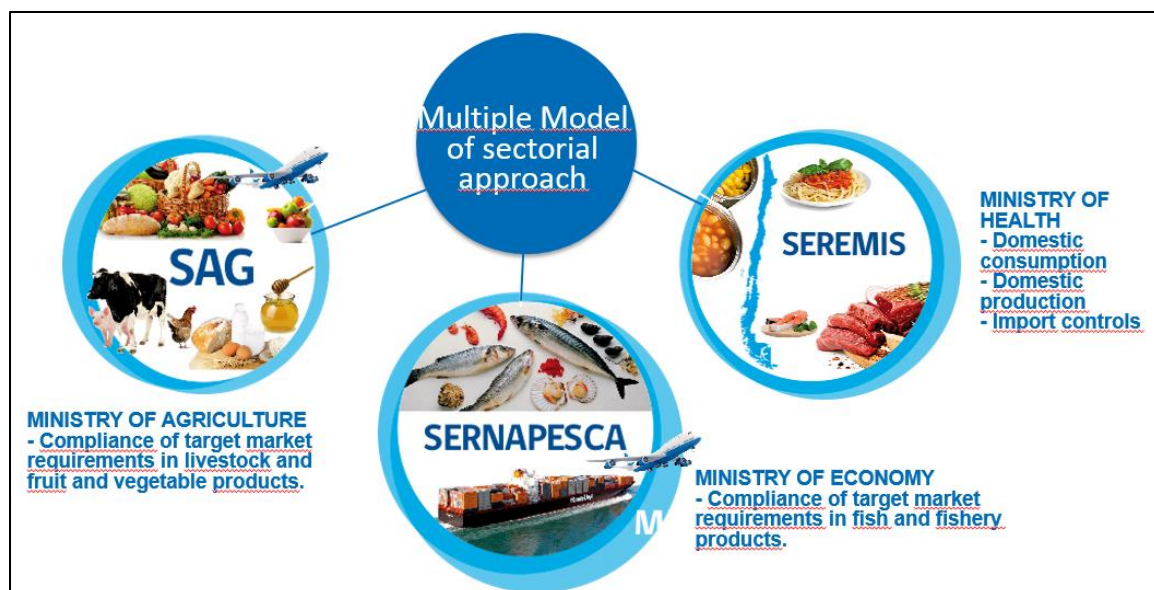 Multiple Model
of sectorial
approach
SAG
MINISTRY OF AGRICULTURE
- Compliance of target market
requirements in livestock and
fruit and vegetable products.
SERNAPESCA
M
MINISTRY OF ECONOMY
- Compliance of target market
requirements in fish and fishery
products.
SEREMIS
MINISTRY OF
HEALTH
- Domestic
consumption
- Domestic
production
- Import controls